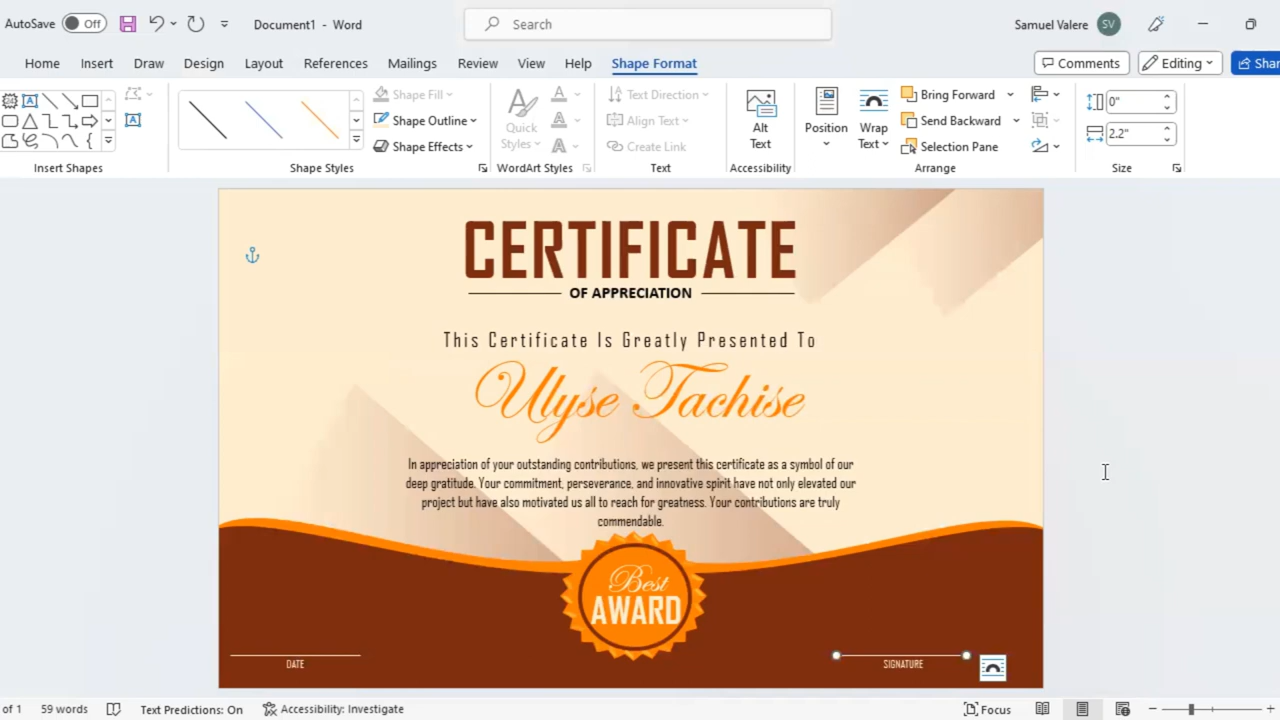 AutoSave Off Document1 - Word Search Samuel Valere SV
Home Insert Draw Design Layout References Mailings Review View Help Shape Format Comments Editing Shar
Shape Fill
Shape Outline
Shape Effects
Quick
Styles
Text Direction
Align Text
Create Link
Alt
Text
Position
Wrap
Text
Bring Forward
Send Backward
Selection Pane
0"
2.2"
Insert Shapes Shape Styles WordArt Styles Text Accessibility Arrange Size
CERTIFICATE
OF APPRECIATION
This Certificate Is Greatly Presented To
Ulyse Tachise
In appreciation of your outstanding contributions, we present this certificate as a symbol of our
deep gratitude. Your commitment, perseverance, and innovative spirit have not only elevated our
project but have also motivated us all to reach for greatness. Your contributions are truly
commendable.
Best
AWARD
DATE
SIGNATURE
of 1 59 words Text Predictions: On Accessibility: Investigate Focus